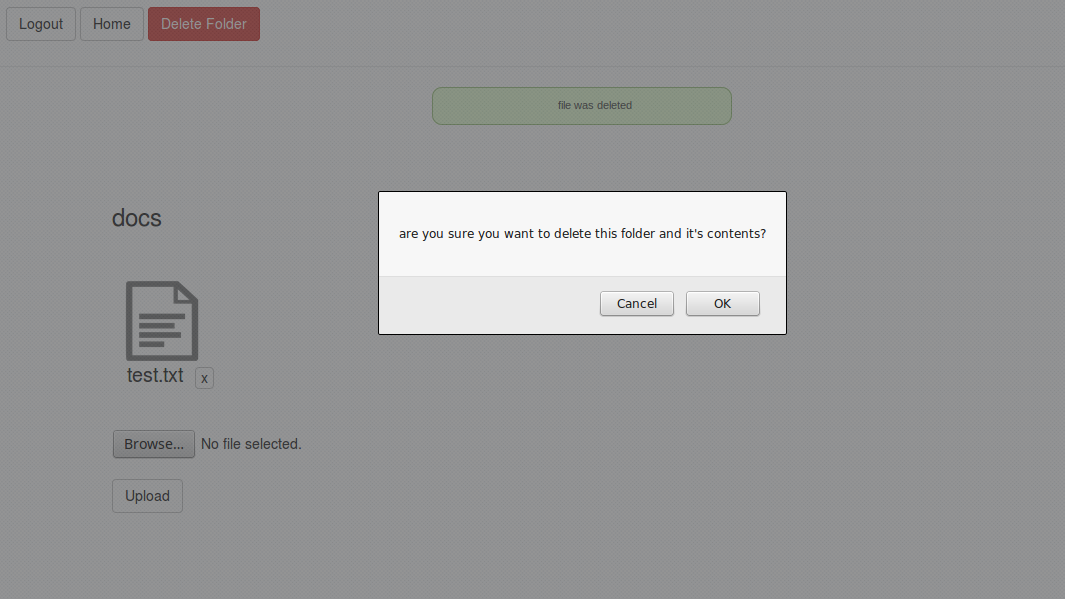 Logout Home Delete Folder
file was deleted
docs
are you sure you want to delete this folder and it's contents?
Cancel OK
test.txt x
Browse... No file selected.
Upload